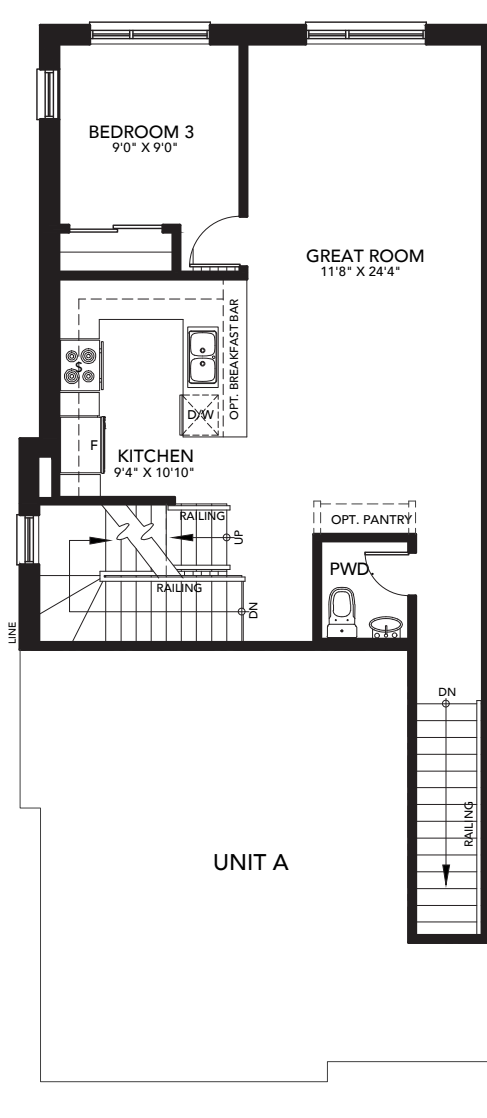 BEDROOM 3
9'0" X 9'0"
GREAT ROOM
11'8" X 24'4"
OPT. BREAKFAST BAR
S
D/W
F
KITCHEN
9'4" X 10'10"
RAILING
UP
OPT. PANTRY
PWD.
RAILING
DN
LINE
DN
RAILING
UNIT A